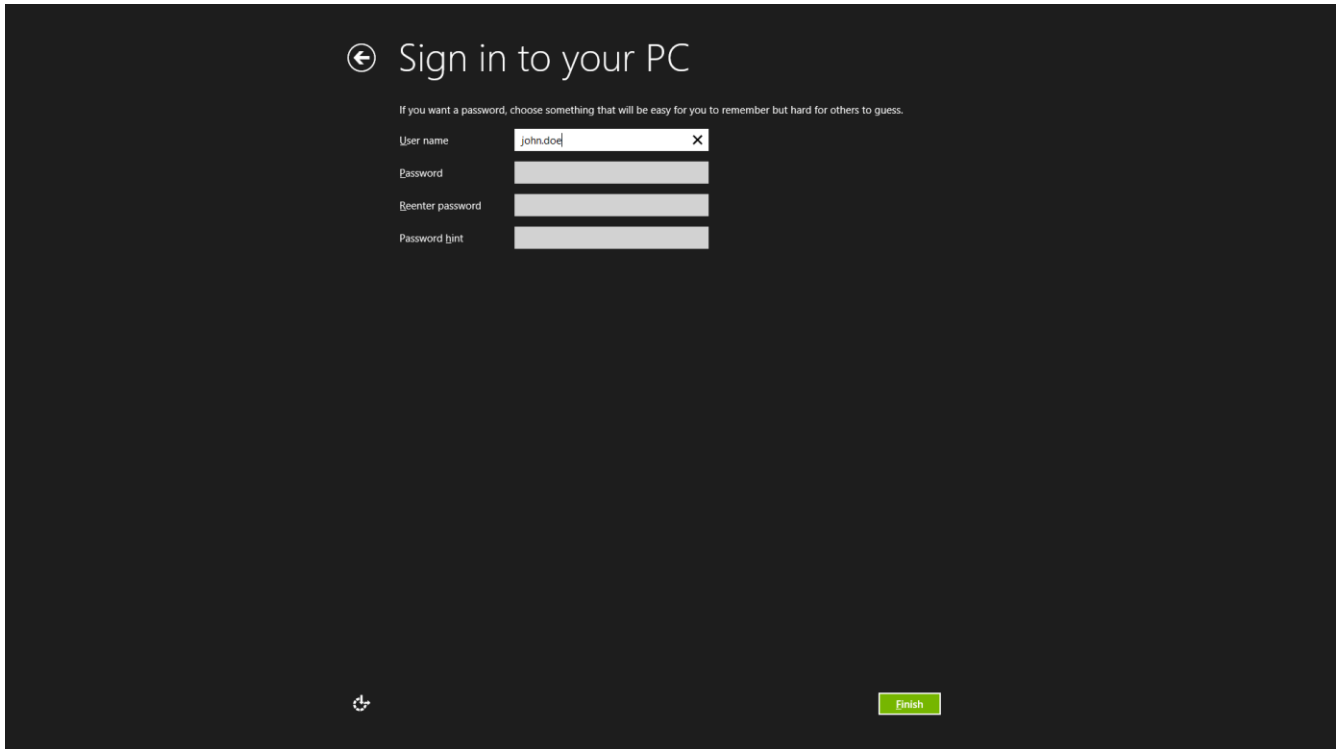 Sign in to your PC
If you want a password, choose something that will be easy for you to remember but hard for others to guess.
User name john.doe
Password
Reenter password
Password hint
Finish